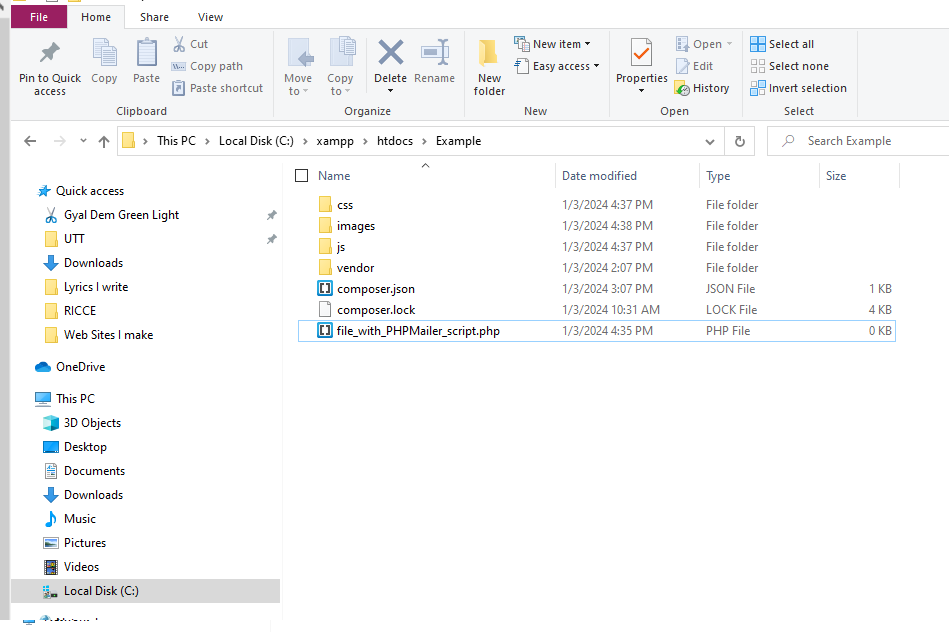 File Home Share View
Pin to Quick access
Copy
Paste
Cut
Copy path
Paste shortcut
Clipboard
Move to
Copy to
Delete
Rename
Organize
New folder
New item
Easy access
New
Properties
Open
Edit
History
Open
Select all
Select none
Invert selection
Select
This PC > Local Disk (C:) > xampp > htdocs > Example
Search Example
Quick access
Gyal Dem Green Light
UTT
Downloads
Lyrics I write
RICCE
Web Sites I make
OneDrive
This PC
3D Objects
Desktop
Documents
Downloads
Music
Pictures
Videos
Local Disk (C:)
Name Date modified Type Size
css 1/3/2024 4:37 PM File folder
images 1/3/2024 4:38 PM File folder
js 1/3/2024 4:37 PM File folder
vendor 1/3/2024 2:07 PM File folder
composer.json 1/3/2024 3:07 PM JSON File 1 KB
composer.lock 1/3/2024 10:31 AM LOCK File 4 KB
file_with_PHPMailer_script.php 1/3/2024 4:35 PM PHP File 0 KB